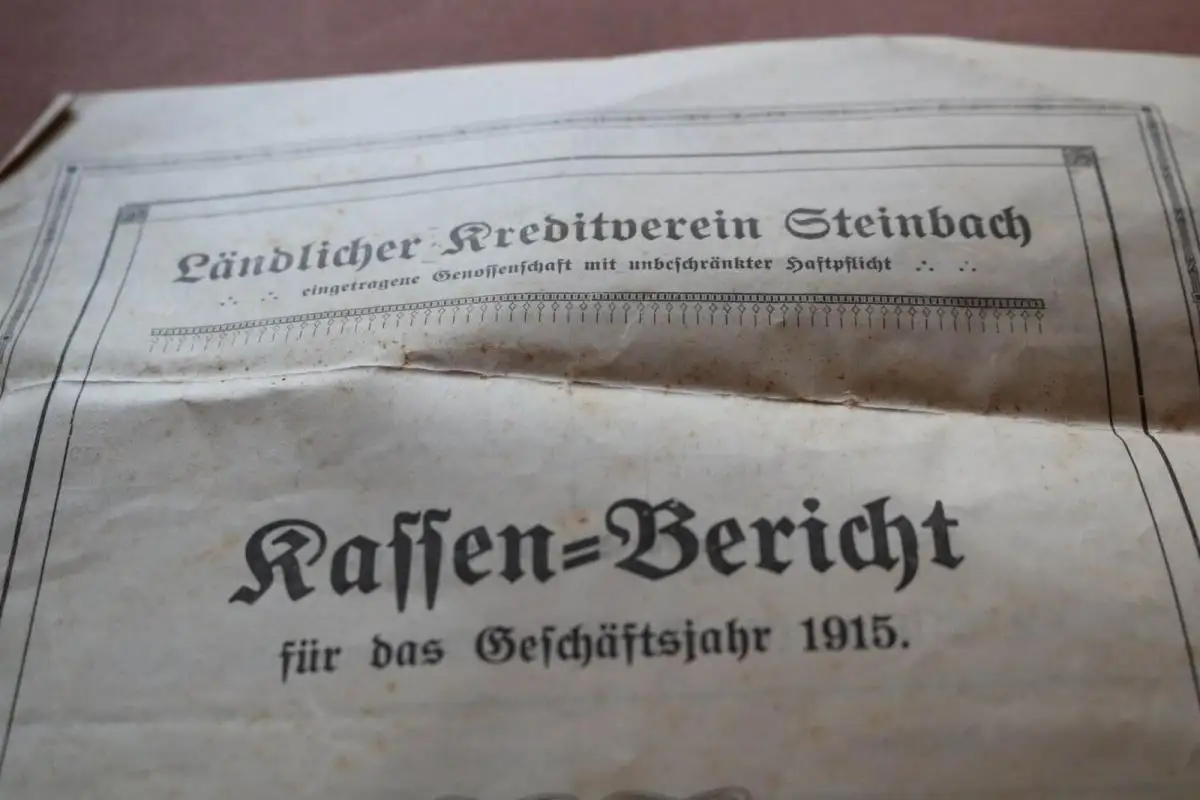 Ländlicher Kreditverein Steinbach
eingetragene Genossenschaft mit unbeschränkter Haftpflicht
Kassen=Bericht
für das Geschäftsjahr 1915.